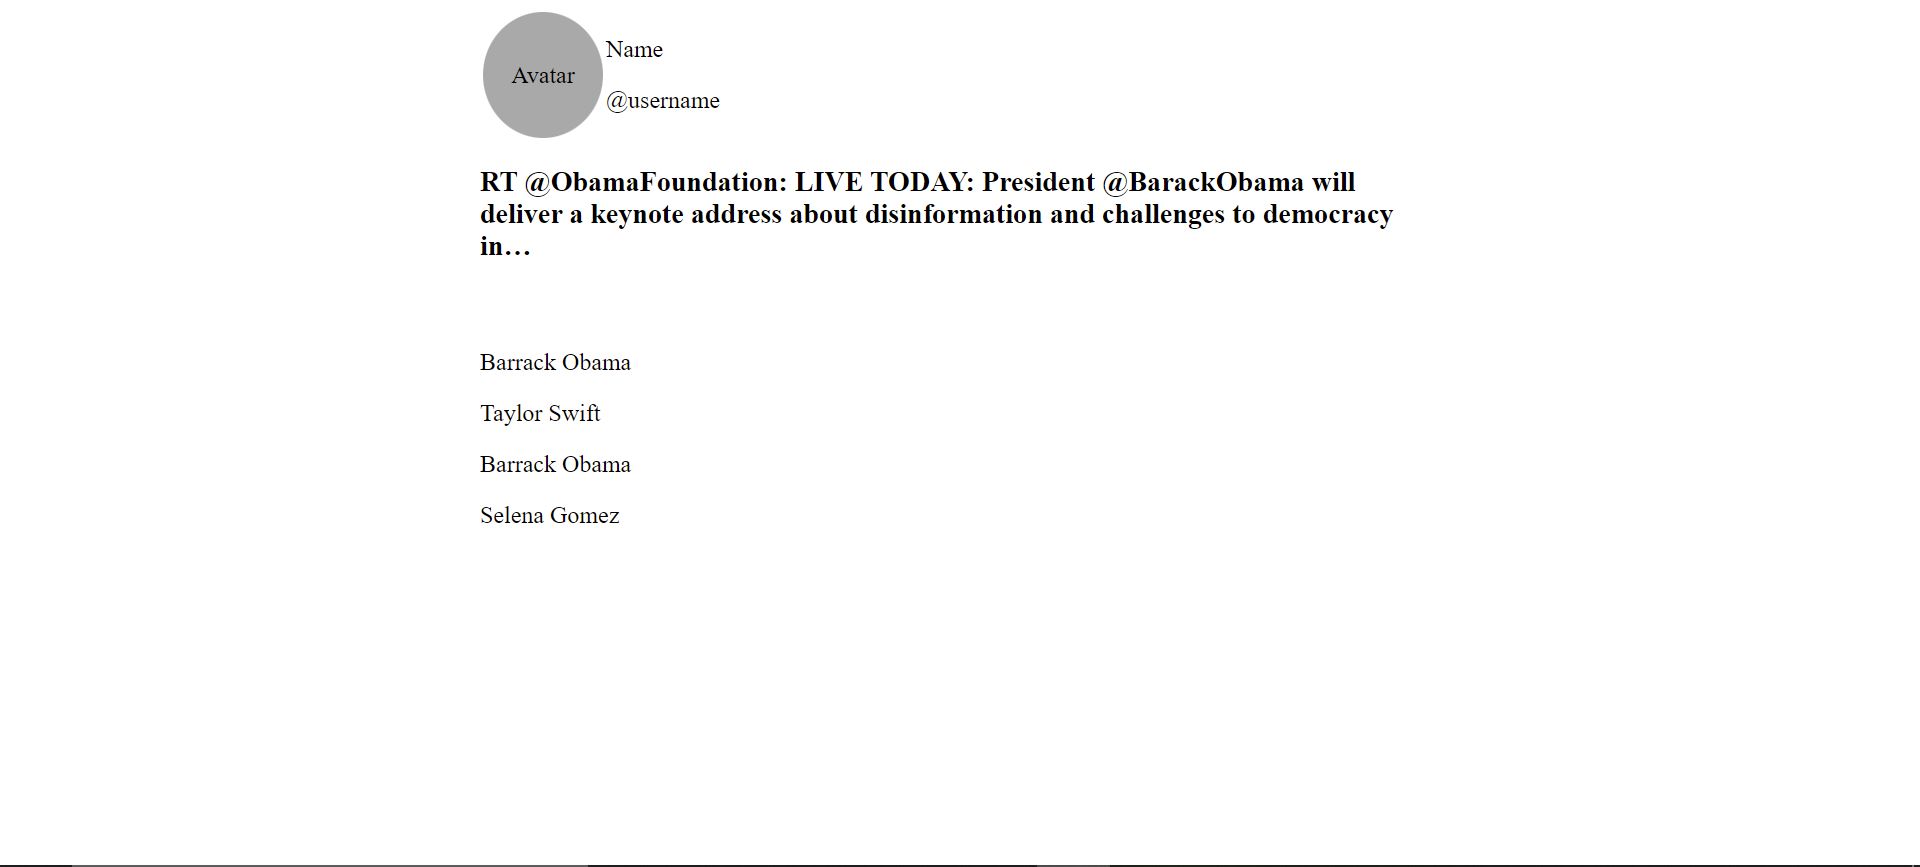 Avatar
Name
@username
RT @ObamaFoundation: LIVE TODAY: President @BarackObama will
deliver a keynote address about disinformation and challenges to democracy
in…
Barrack Obama
Taylor Swift
Barrack Obama
Selena Gomez